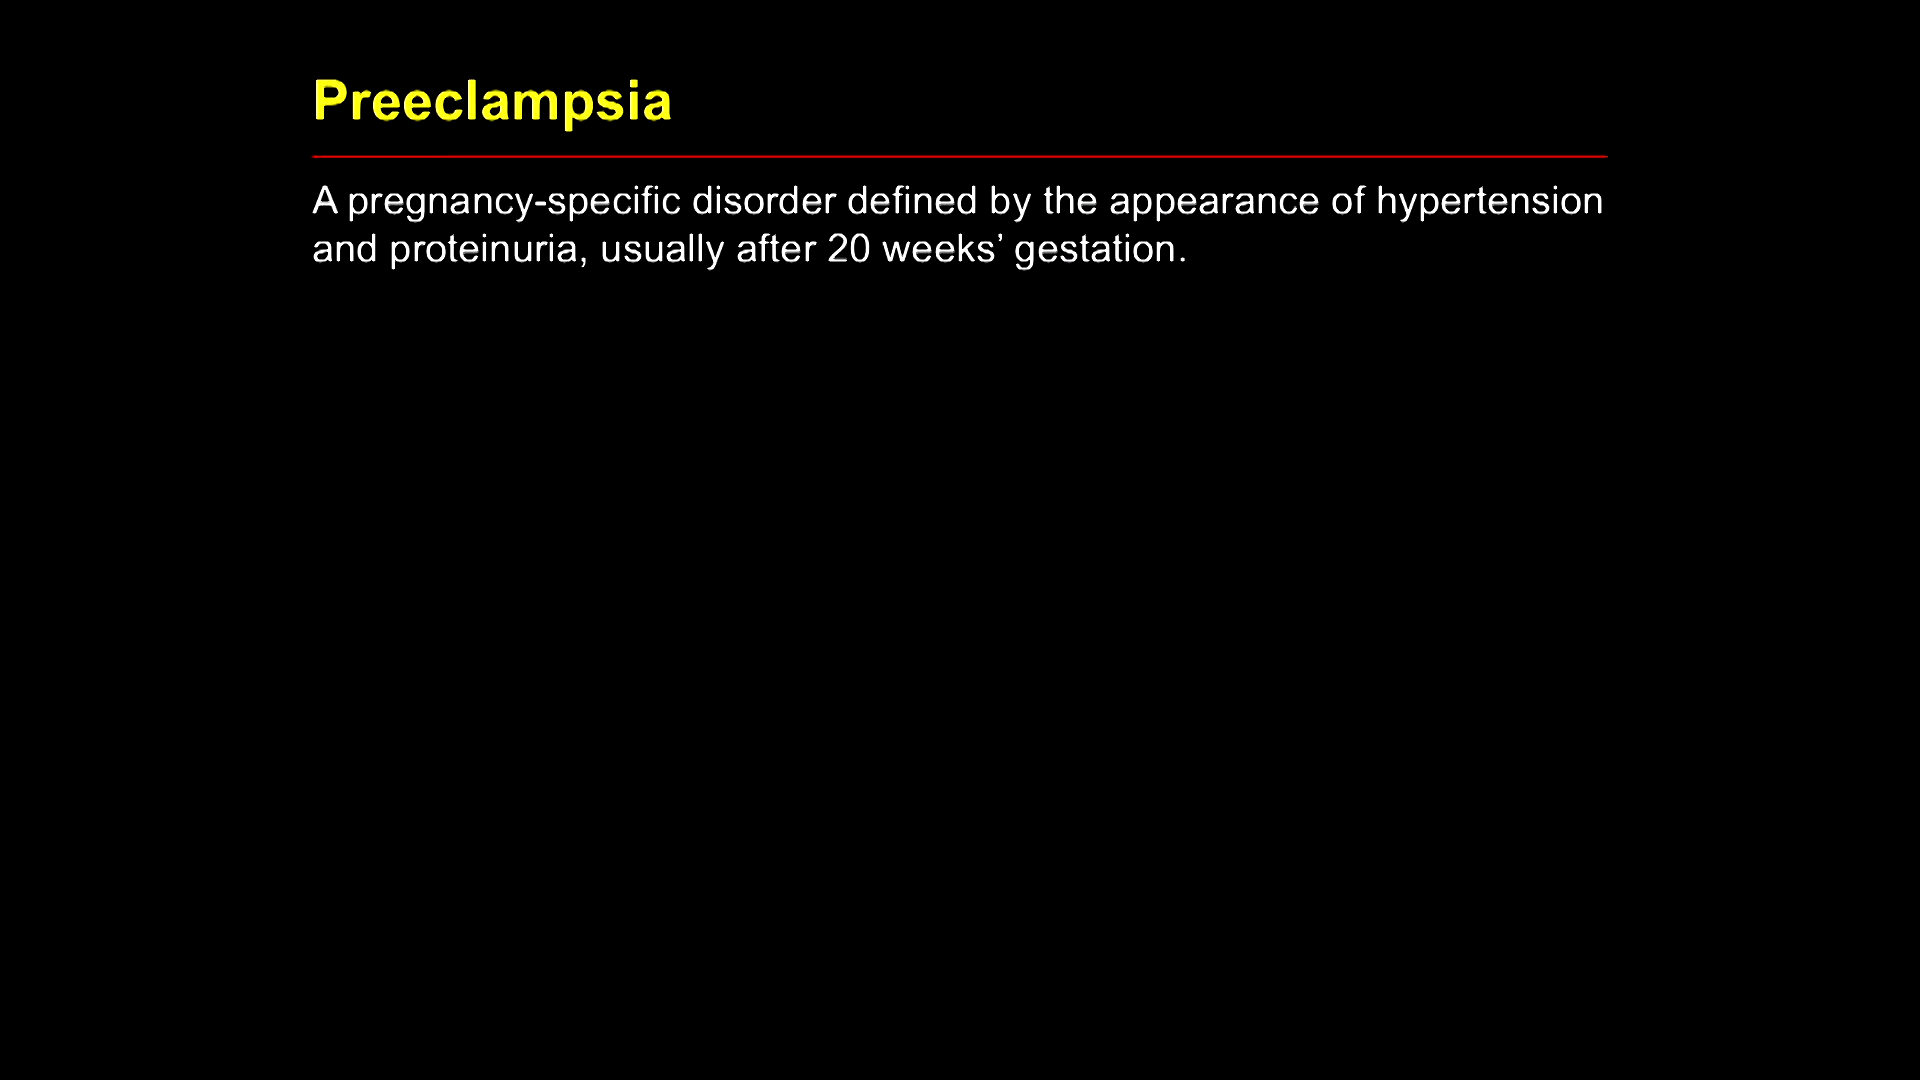 Preeclampsia
A pregnancy-specific disorder defined by the appearance of hypertension
and proteinuria, usually after 20 weeks’ gestation.